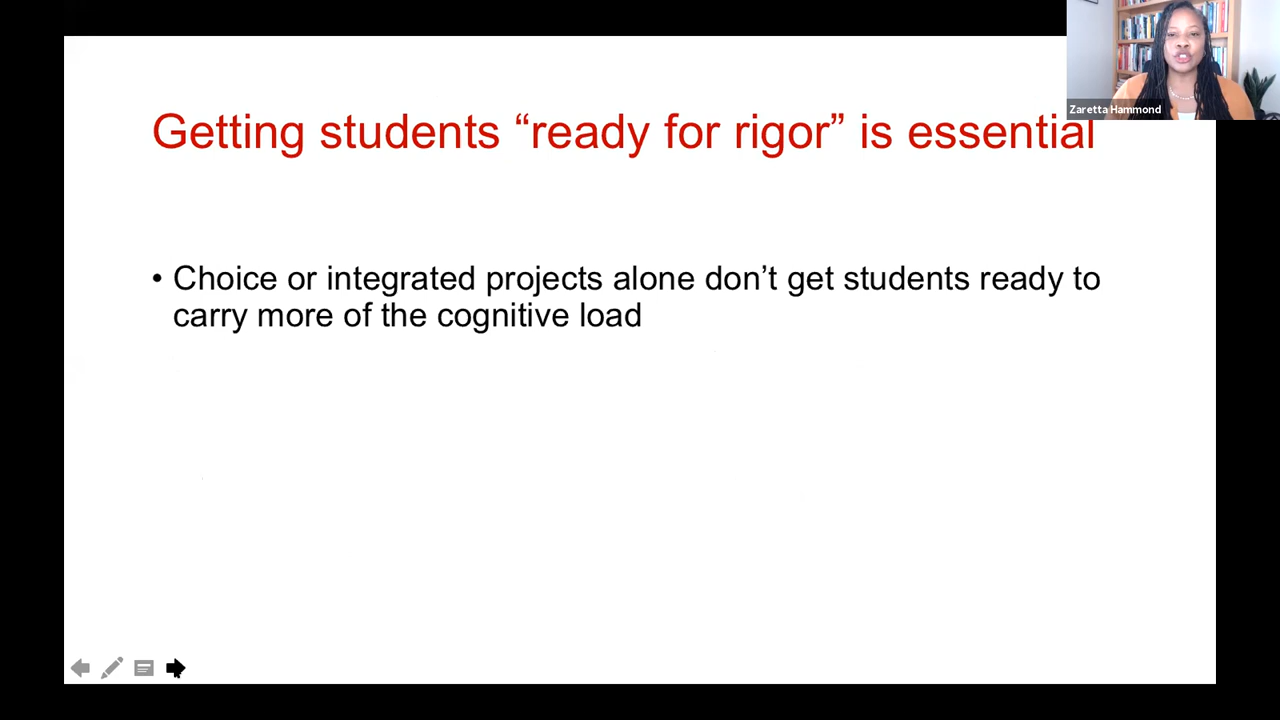 Getting students “ready for rigor” is essential
• Choice or integrated projects alone don’t get students ready to
carry more of the cognitive load
Zaretta Hammond